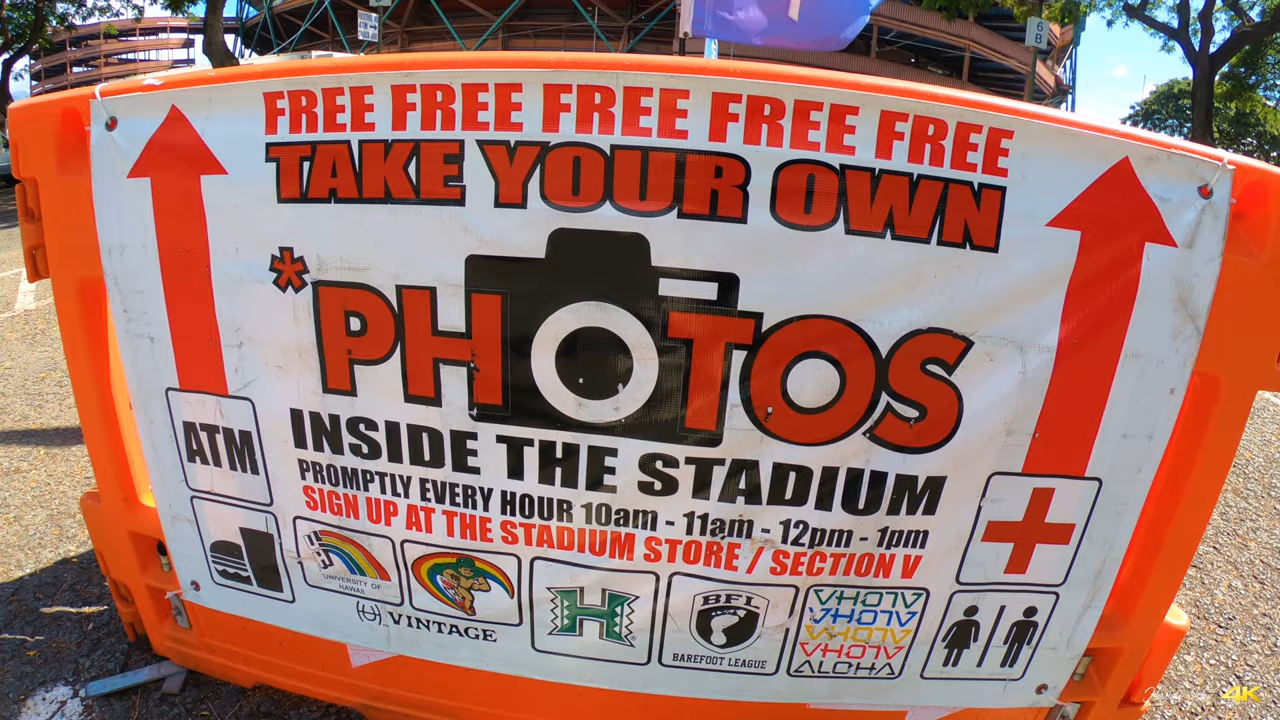 6
B
FREE FREE FREE FREE FREE
TAKE YOUR OWN
*PHOTOS
INSIDE THE STADIUM
PROMPTLY EVERY HOUR 10am - 11am - 12pm - 1pm
SIGN UP AT THE STADIUM STORE / SECTION V
ATM
UNIVERSITY OF
HAWAII
VINTAGE
H
BFL
BAREFOOT LEAGUE
ALOHA
ALOHA
ALOHA
ALOHA
ALOHA
4K